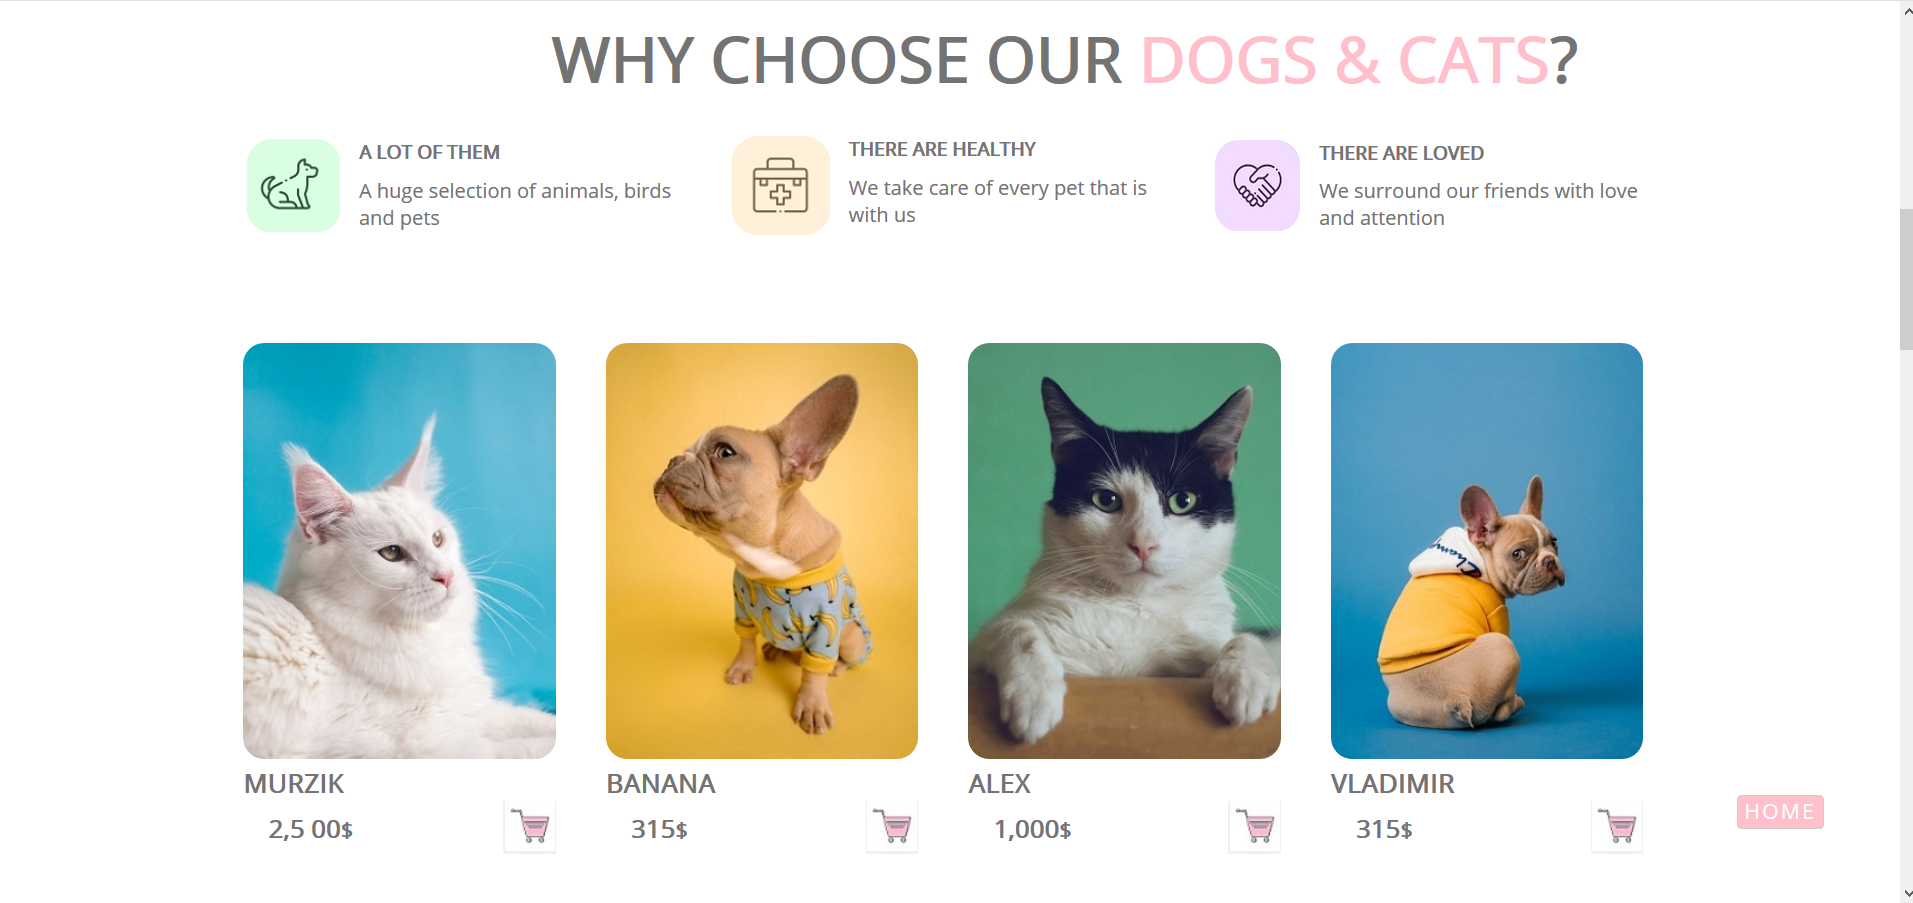 WHY CHOOSE OUR DOGS & CATS?
A LOT OF THEM
A huge selection of animals, birds
and pets
THERE ARE HEALTHY
We take care of every pet that is
with us
THERE ARE LOVED
We surround our friends with love
and attention
MURZIK
2,5 00$
BANANA
315$
ALEX
1,000$
VLADIMIR
315$
HOME